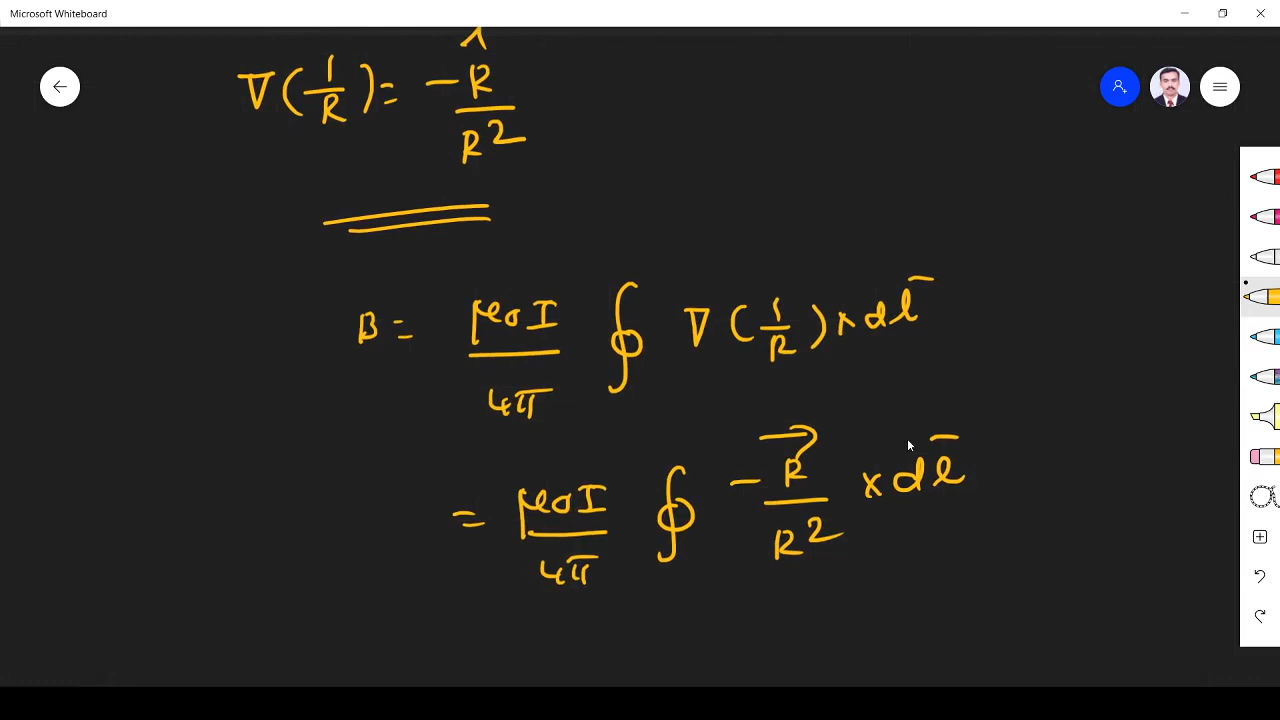 Microsoft Whiteboard
∇(1/R) = -R̂/R²
B = μ₀I/4π ∮ ∇(1/R) × dl̄
= μ₀I/4π ∮ -R⃗/R² × dl̄